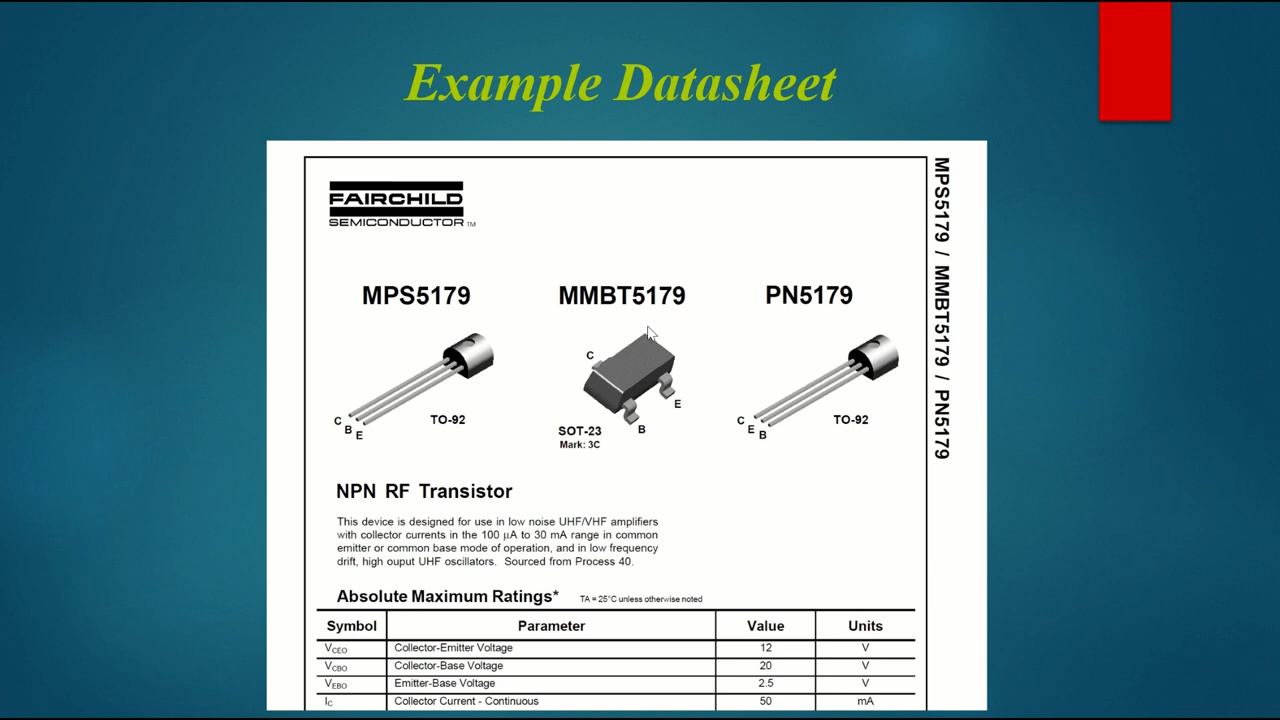 Example Datasheet
FAIRCHILD
SEMICONDUCTOR TM
MPS5179 / MMBT5179 / PN5179
MPS5179
MMBT5179
PN5179
C
B
E
TO-92
C
E
B
SOT-23
Mark: 3C
C
E
B
TO-92
NPN RF Transistor
This device is designed for use in low noise UHF/VHF amplifiers
with collector currents in the 100 µA to 30 mA range in common
emitter or common base mode of operation, and in low frequency
drift, high ouput UHF oscillators. Sourced from Process 40.
Absolute Maximum Ratings* TA = 25°C unless otherwise noted
Symbol Parameter Value Units
VCEO Collector-Emitter Voltage 12 V
VCBO Collector-Base Voltage 20 V
VEBO Emitter-Base Voltage 2.5 V
IC Collector Current - Continuous 50 mA